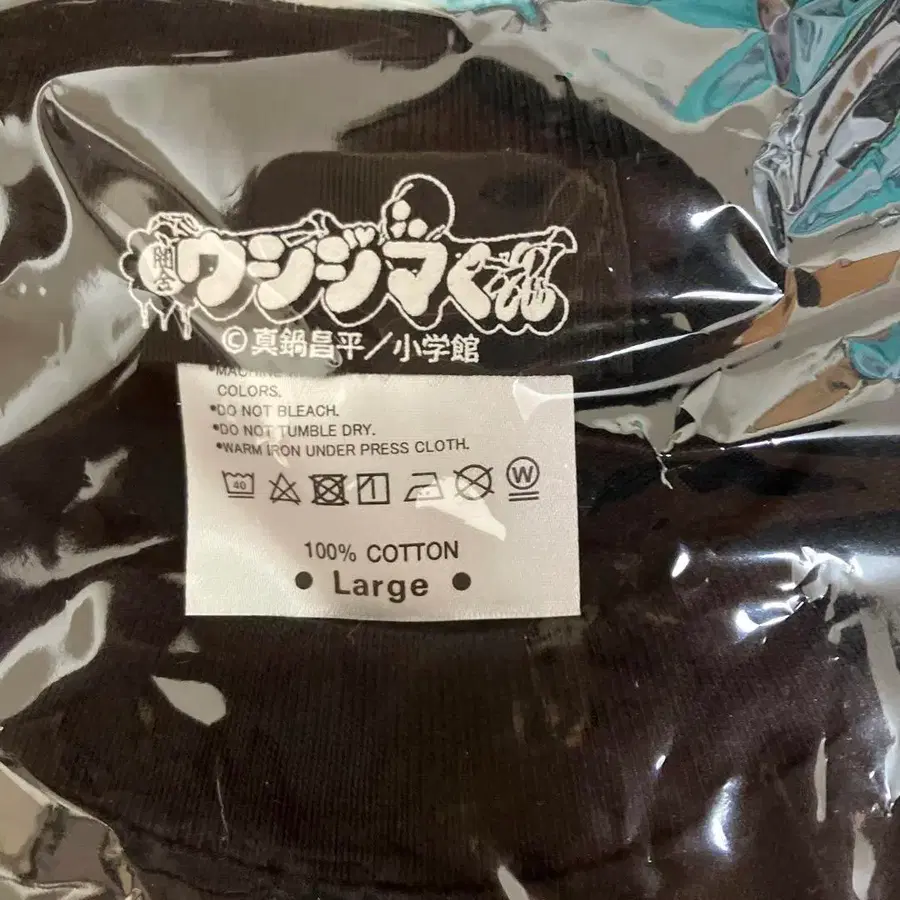 闇金ウシジマくん
©真鍋昌平／小学館
•MACHINE
COLORS.
•DO NOT BLEACH.
•DO NOT TUMBLE DRY.
•WARM IRON UNDER PRESS CLOTH.
40 W
100% COTTON
• Large •